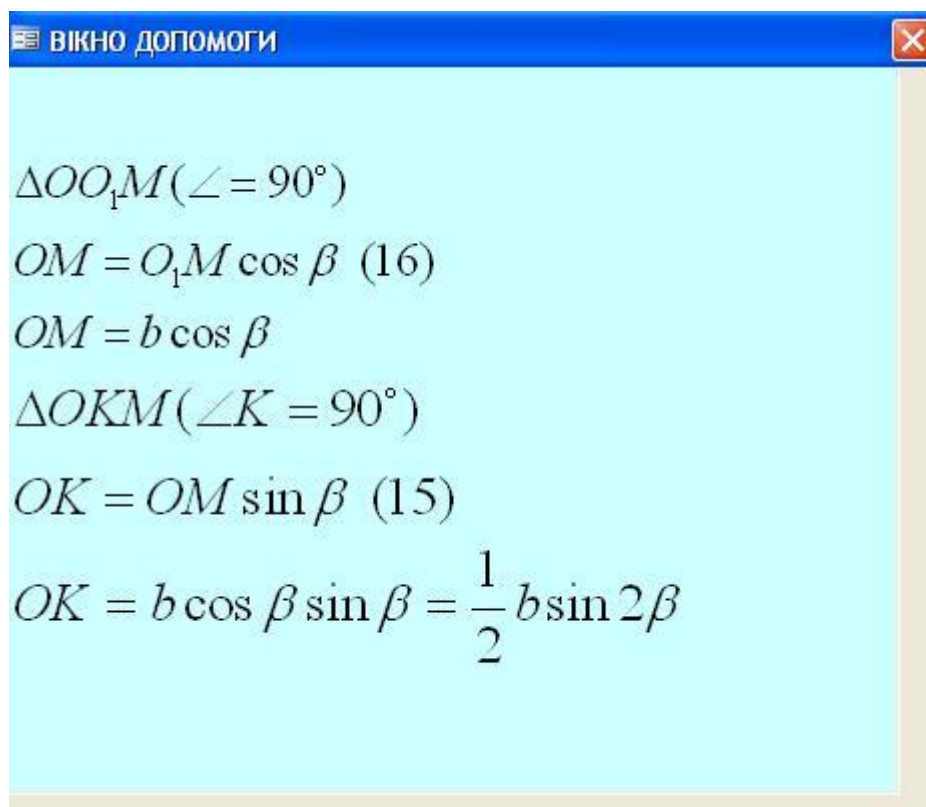 ВІКНО ДОПОМОГИ
ΔOO₁M(∠ = 90°)
OM = O₁M cos β (16)
OM = b cos β
ΔOKM(∠K = 90°)
OK = OM sin β (15)
OK = b cos β sin β = 1/2 b sin 2β